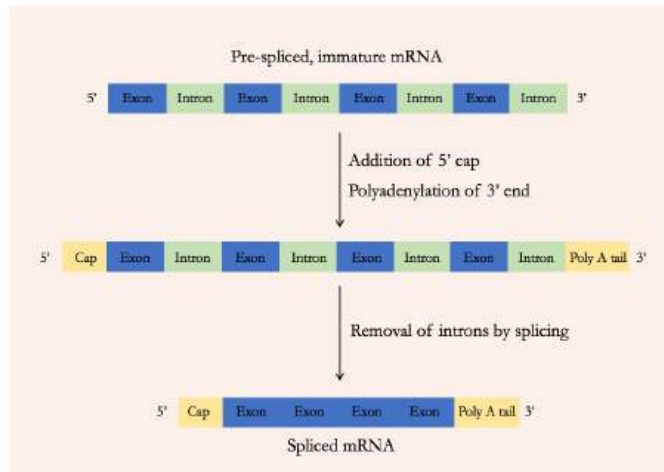 Pre-spliced, immature mRNA
5' Exon Intron Exon Intron Exon Intron Exon Intron 3'
Addition of 5' cap
Polyadenylation of 3' end
5' Cap Exon Intron Exon Intron Exon Intron Exon Intron Poly A tail 3'
Removal of introns by splicing
5' Cap Exon Exon Exon Exon Poly A tail 3'
Spliced mRNA